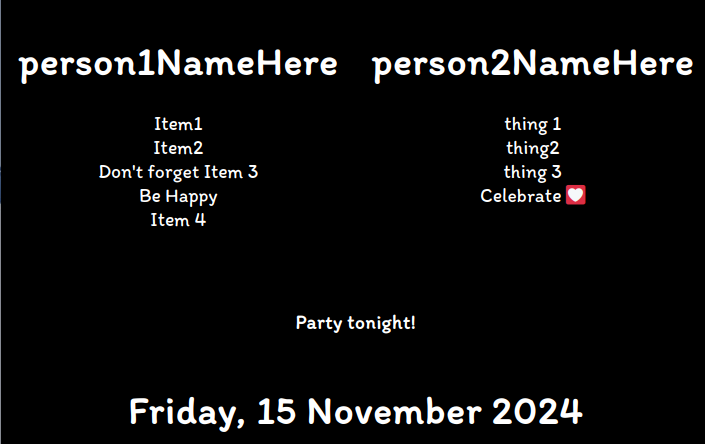 person1NameHere
Item1
Item2
Don't forget Item 3
Be Happy
Item 4
person2NameHere
thing 1
thing2
thing 3
Celebrate 💟
Party tonight!
Friday, 15 November 2024